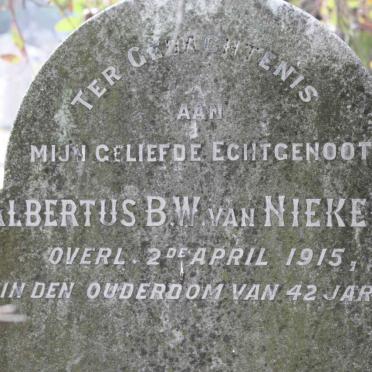 TER GEDACHTENIS
AAN
MIJN GELIEFDE ECHTGENOOT
ALBERTUS B.W. VAN NIEKE
OVERL. 2DE APRIL 1915,
IN DEN OUDERDOM VAN 42 JAR